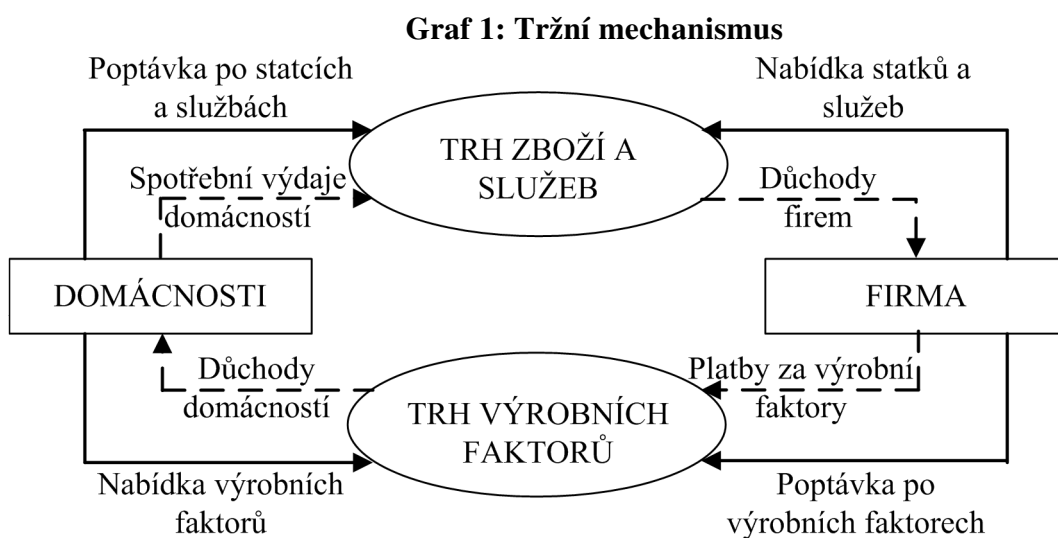 Graf 1: Tržní mechanismus
Poptávka po statcích
a službách
Nabídka statků a
služeb
TRH ZBOŽÍ A
SLUŽEB
Spotřební výdaje
domácností
Důchody
firem
DOMÁCNOSTI
FIRMA
Důchody
domácností
Platby za výrobní
faktory
TRH VÝROBNÍCH
FAKTORŮ
Nabídka výrobních
faktorů
Poptávka po
výrobních faktorech